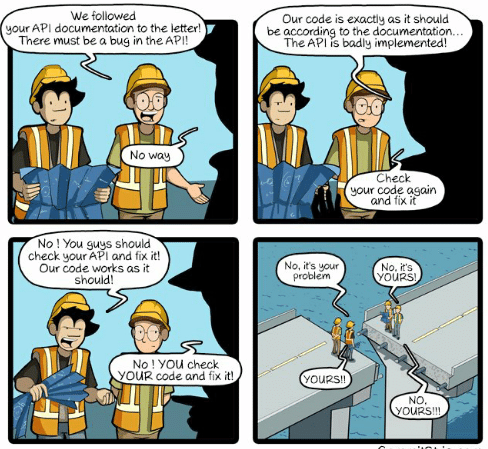 We followed
your API documentation to the letter!
There must be a bug in the API!
No way
Our code is exactly as it should
be according to the documentation...
The API is badly implemented!
Check
your code again
and fix it
No ! You guys should
check your API and fix it!
Our code works as it
should!
No ! YOU check
YOUR code and fix it!
No, it's your
problem
No, it's
YOURS!
YOURS!!
NO,
YOURS!!!